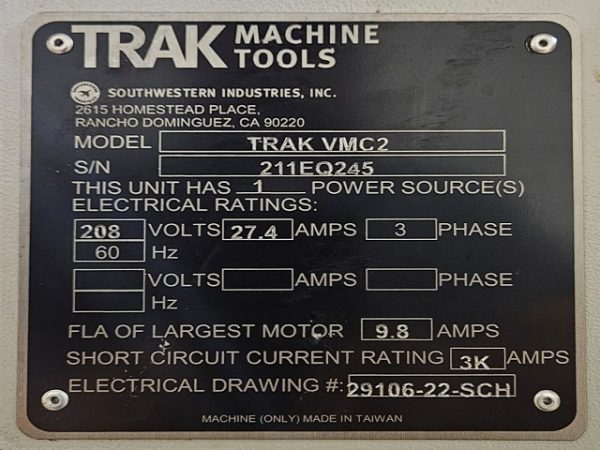 TRAK MACHINE TOOLS
SOUTHWESTERN INDUSTRIES, INC.
2615 HOMESTEAD PLACE,
RANCHO DOMINGUEZ, CA 90220
MODEL TRAK VMC2
S/N 211EQ245
THIS UNIT HAS 1 POWER SOURCE(S)
ELECTRICAL RATINGS:
208 VOLTS 27.4 AMPS 3 PHASE
60 Hz
VOLTS AMPS PHASE
Hz
FLA OF LARGEST MOTOR 9.8 AMPS
SHORT CIRCUIT CURRENT RATING 3K AMPS
ELECTRICAL DRAWING #: 29106-22-SCH
MACHINE (ONLY) MADE IN TAIWAN